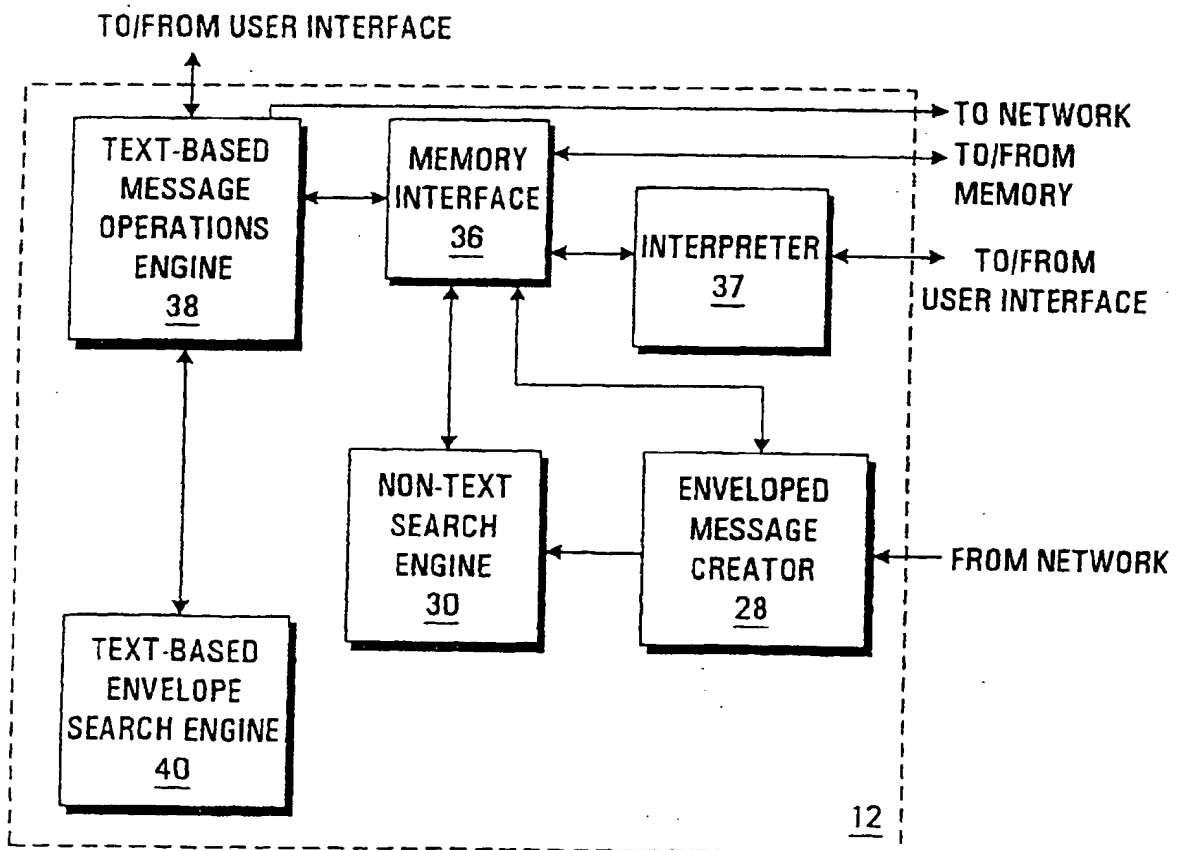 TO/FROM USER INTERFACE
TEXT-BASED
MESSAGE
OPERATIONS
ENGINE
38
MEMORY
INTERFACE
36
INTERPRETER
37
TO NETWORK
TO/FROM
MEMORY
TO/FROM
USER INTERFACE
NON-TEXT
SEARCH
ENGINE
30
ENVELOPED
MESSAGE
CREATOR
28
FROM NETWORK
TEXT-BASED
ENVELOPE
SEARCH ENGINE
40
12